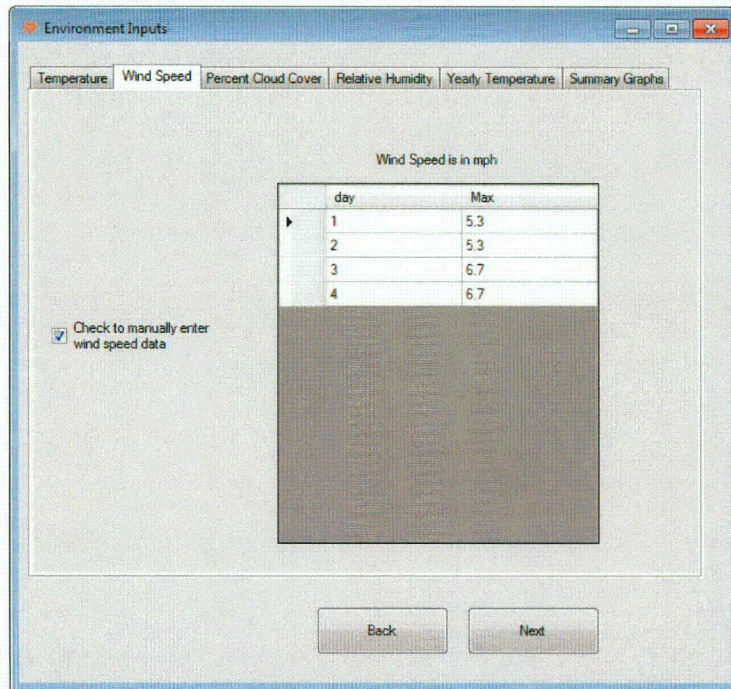 Environment Inputs
Temperature Wind Speed Percent Cloud Cover Relative Humidity Yearly Temperature Summary Graphs
Wind Speed is in mph
day Max
1 5.3
2 5.3
3 6.7
4 6.7
Check to manually enter
wind speed data
Back Next